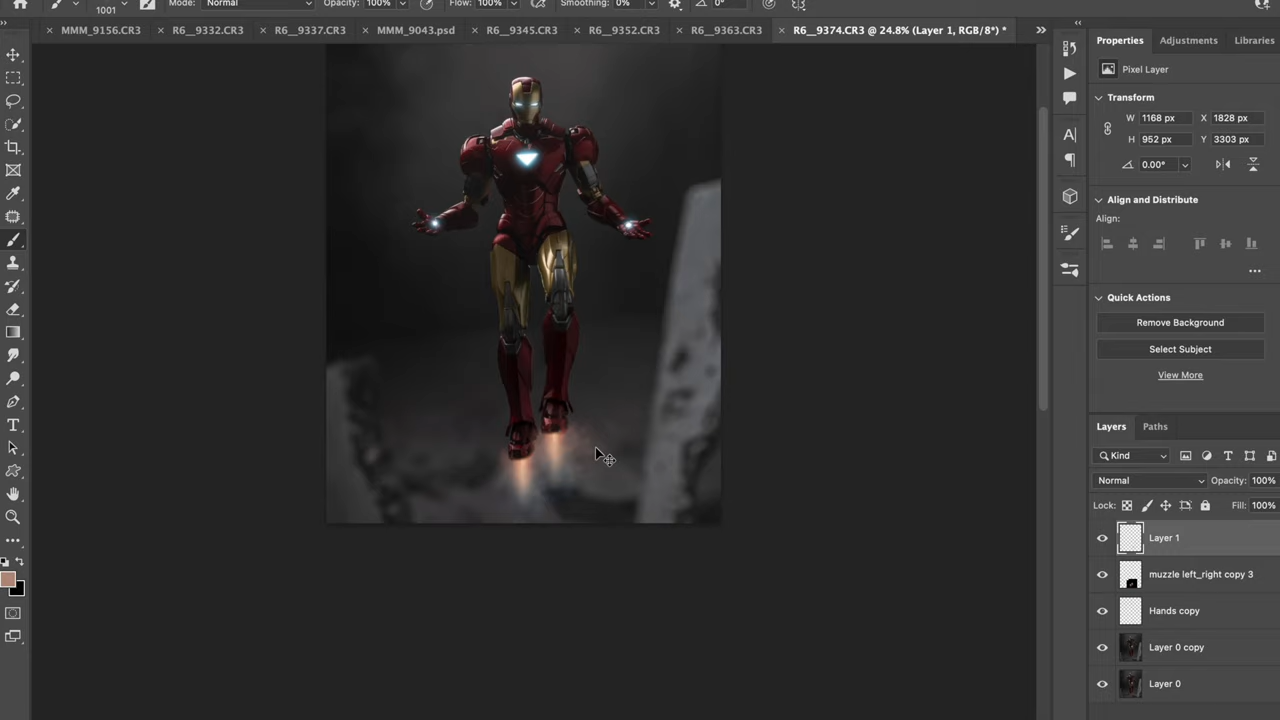 1001 Mode: Normal Opacity: 100% Flow: 100% Smoothing: 0% 0°
MMM_9156.psd R6__9332.CR3 R6__9337.CR3 MMM_9043.psd R6__9345.CR3 R6__9352.CR3 R6__9363.CR3 R6__9374.CR3 @ 24.8% (Layer 1, RGB/8*) *
Properties Adjustments Libraries
Pixel Layer
Transform
W 1168 px X 1828 px
H 952 px Y 3303 px
0.00°
Align and Distribute
Align:
Quick Actions
Remove Background
Select Subject
View More
Layers Paths
Kind
Normal Opacity: 100%
Lock: Fill: 100%
Layer 1
muzzle left_right copy 3
Hands copy
Layer 0 copy
Layer 0